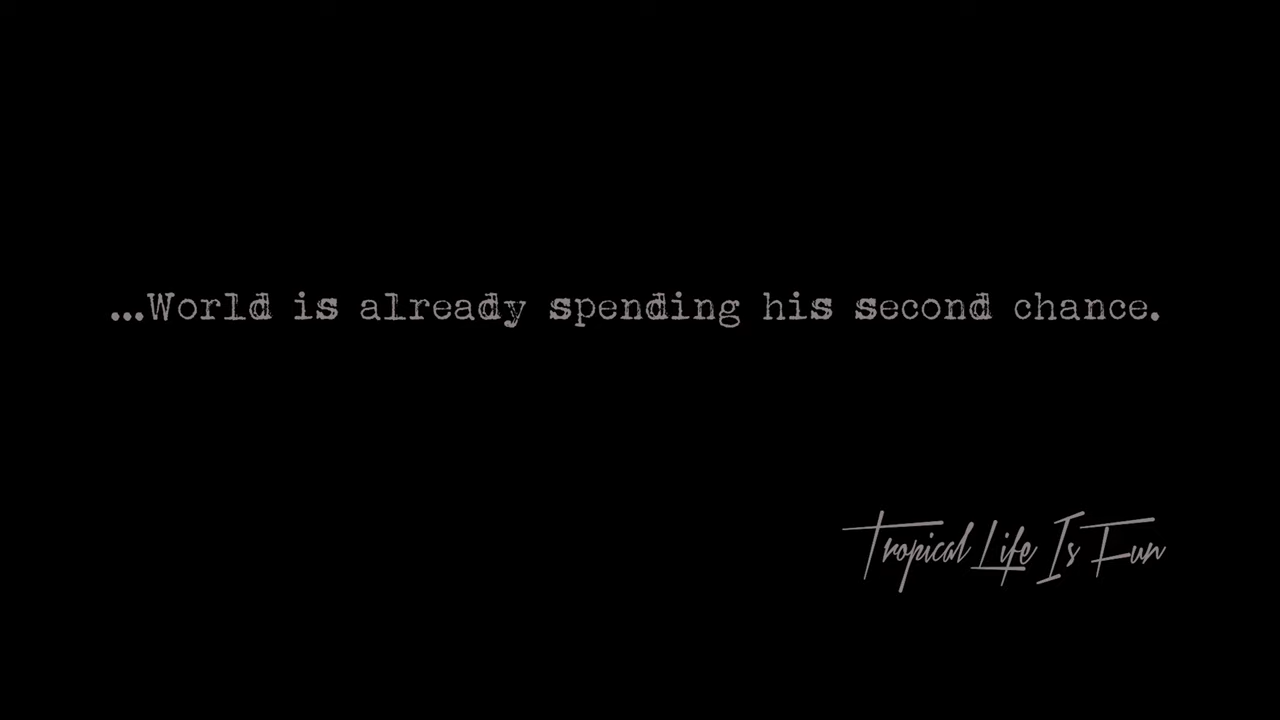 ...World is already spending his second chance.
Tropical Life Is Fun